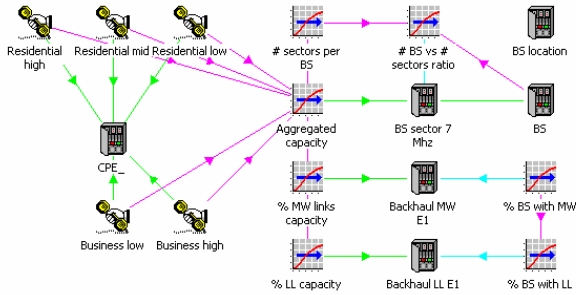 Residential high
Residential mid
Residential low
# sectors per BS
# BS vs # sectors ratio
BS location
Aggregated capacity
BS sector 7 Mhz
BS
CPE_
% MW links capacity
Backhaul MW E1
% BS with MW
Business low
Business high
% LL capacity
Backhaul LL E1
% BS with LL